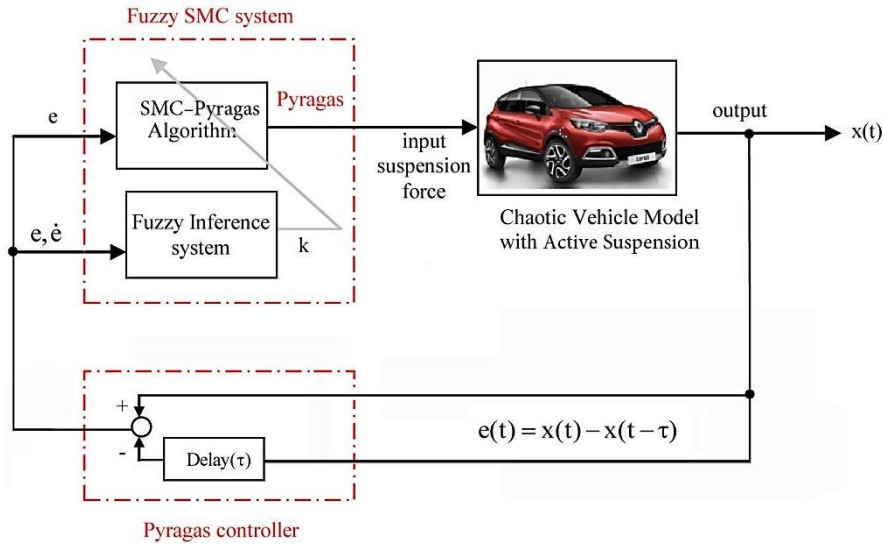 Fuzzy SMC system
e
SMC-Pyragas
Algorithm
Pyragas
input
suspension
force
output
x(t)
e, ė
Fuzzy Inference
system
k
Chaotic Vehicle Model
with Active Suspension
+
-
Delay(τ)
e(t) = x(t) − x(t − τ)
Pyragas controller